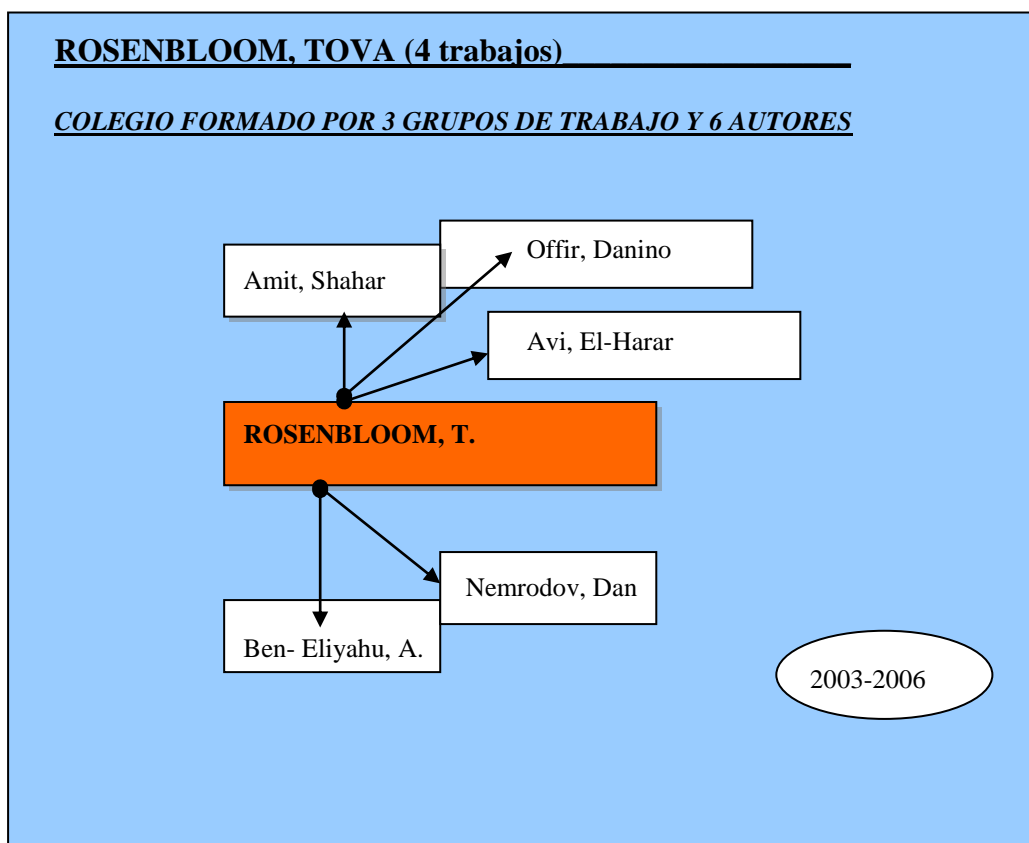 ROSENBLOOM, TOVA (4 trabajos)
COLEGIO FORMADO POR 3 GRUPOS DE TRABAJO Y 6 AUTORES
Offir, Danino
Amit, Shahar
Avi, El-Harar
ROSENBLOOM, T.
Nemrodov, Dan
Ben- Eliyahu, A.
2003-2006